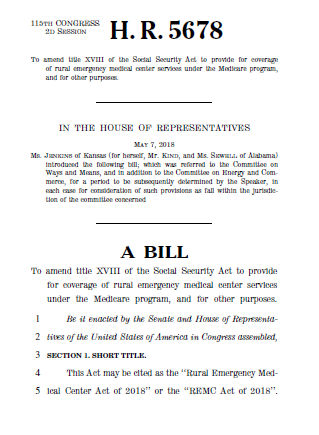 115TH CONGRESS
2D SESSION
H. R. 5678
To amend title XVIII of the Social Security Act to provide for coverage
of rural emergency medical center services under the Medicare program,
and for other purposes.
IN THE HOUSE OF REPRESENTATIVES
MAY 7, 2018
Ms. JENKINS of Kansas (for herself, Mr. KIND, and Ms. SEWELL of Alabama)
introduced the following bill; which was referred to the Committee on
Ways and Means, and in addition to the Committee on Energy and Com-
merce, for a period to be subsequently determined by the Speaker, in
each case for consideration of such provisions as fall within the jurisdic-
tion of the committee concerned
A BILL
To amend title XVIII of the Social Security Act to provide
for coverage of rural emergency medical center services
under the Medicare program, and for other purposes.
1 Be it enacted by the Senate and House of Representa-
2 tives of the United States of America in Congress assembled,
3 SECTION 1. SHORT TITLE.
4 This Act may be cited as the “Rural Emergency Med-
5 ical Center Act of 2018” or the “REMC Act of 2018”.